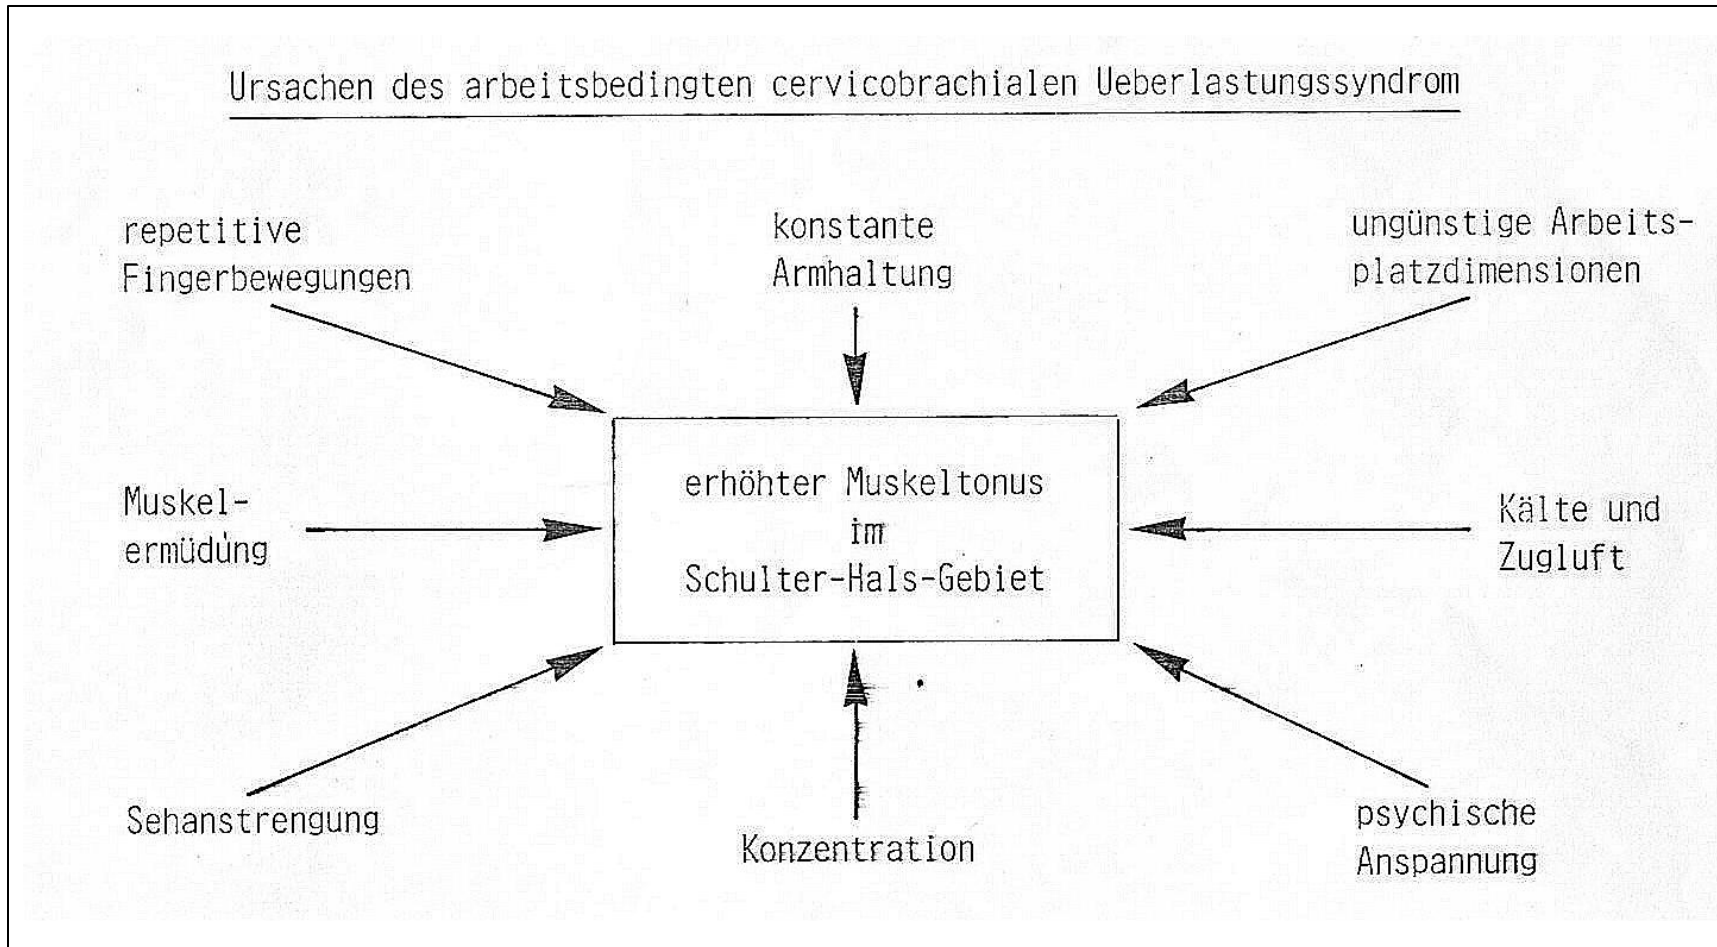 Ursachen des arbeitsbedingten cervicobrachialen Ueberlastungssyndrom
repetitive
Fingerbewegungen
konstante
Armhaltung
ungünstige Arbeits-
platzdimensionen
Muskel-
ermüdung
erhöhter Muskeltonus
im
Schulter-Hals-Gebiet
Kälte und
Zugluft
Sehanstrengung
Konzentration
psychische
Anspannung